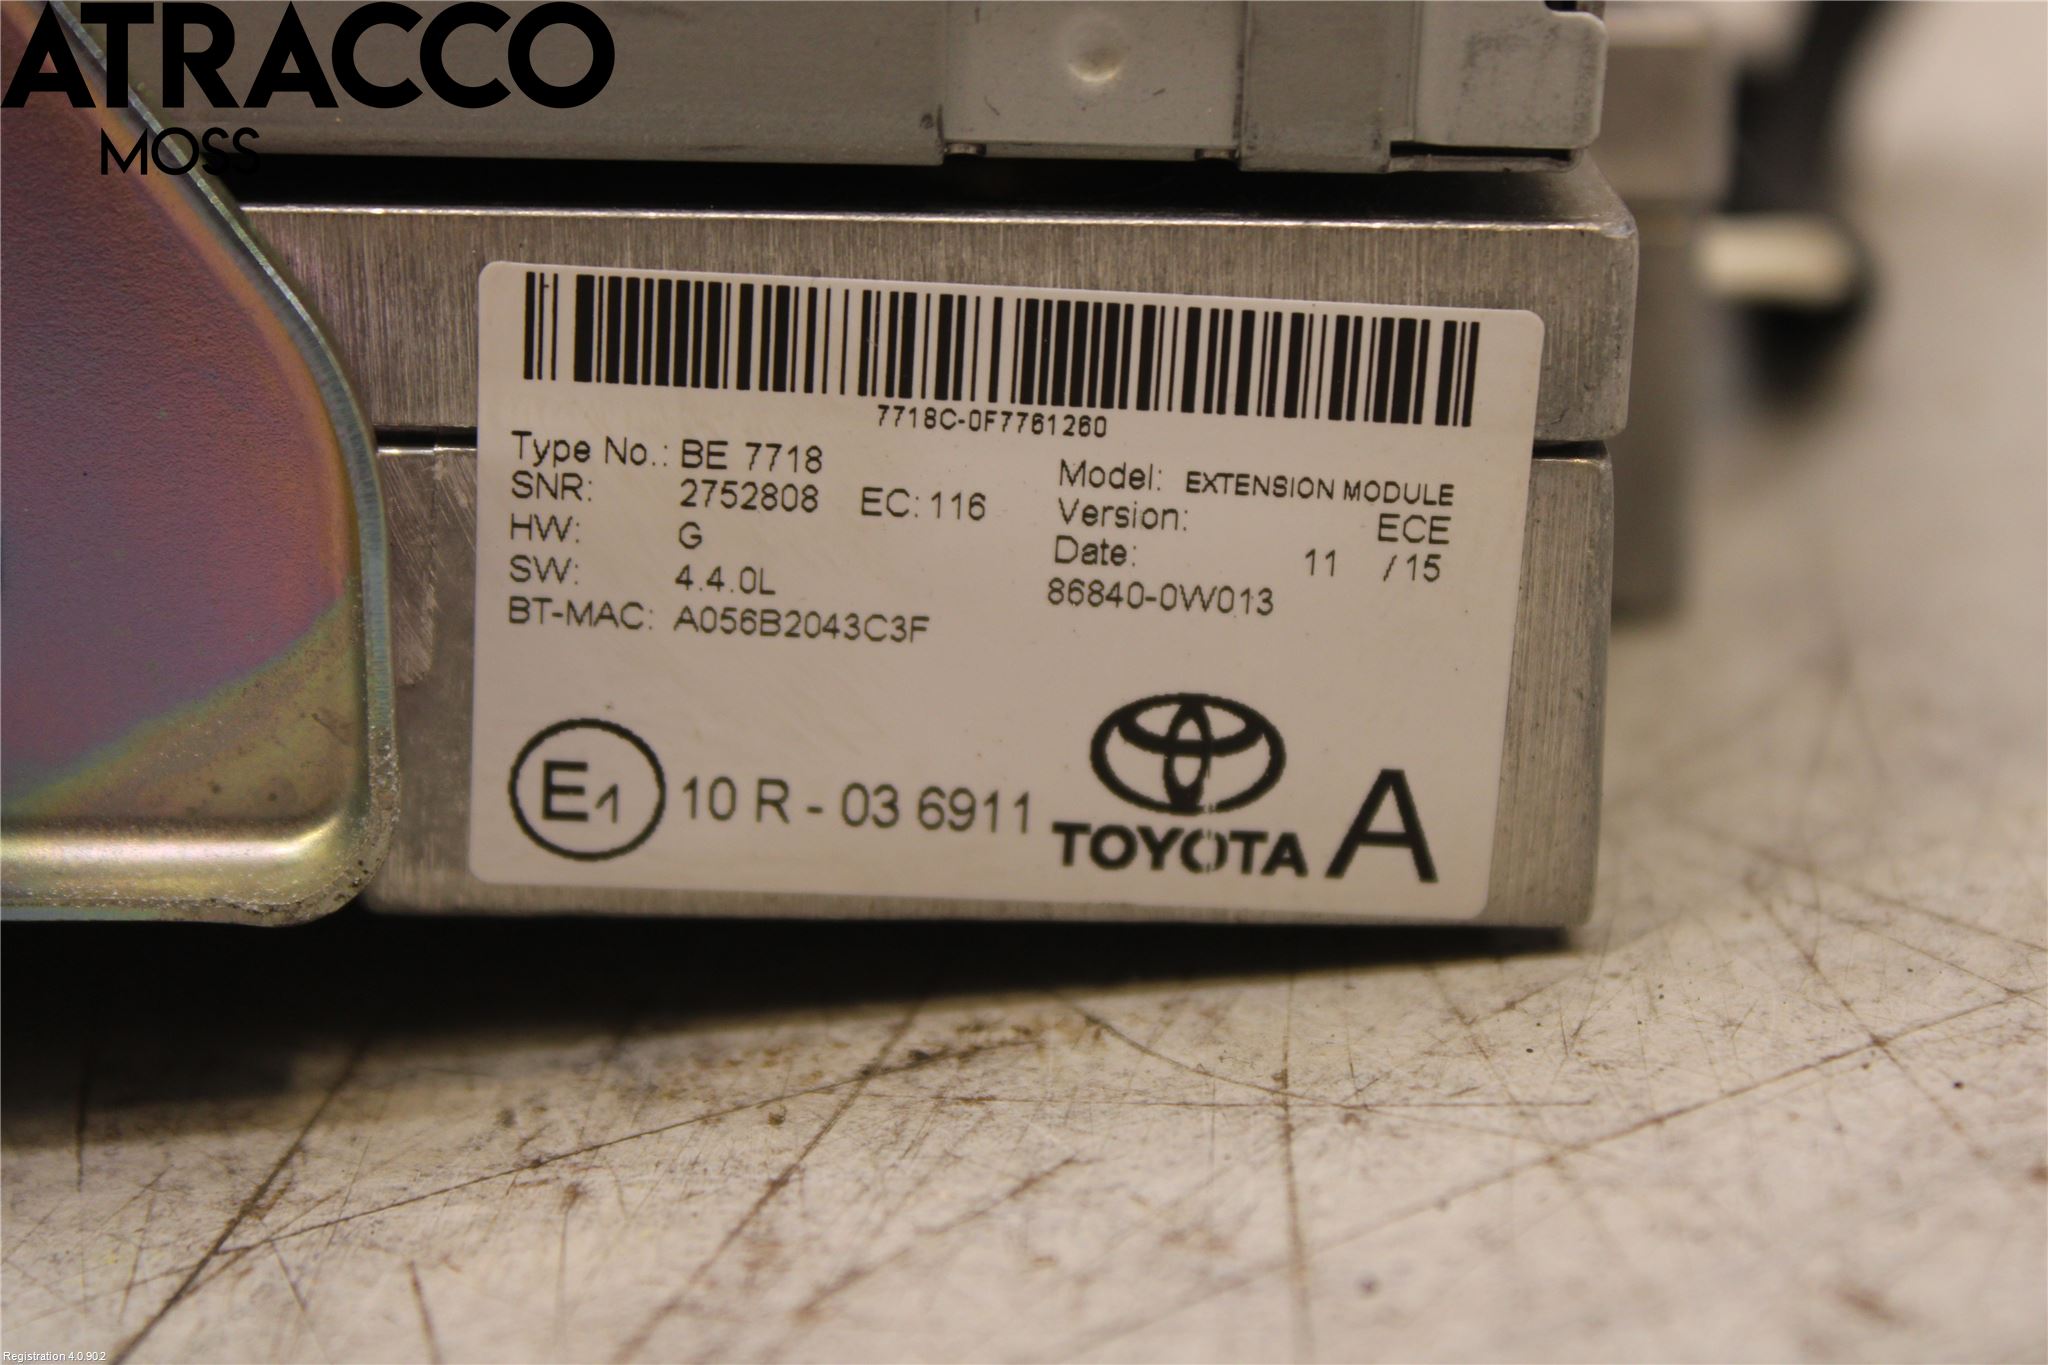 ATRACCO
MOSS
7718C-0F7761260
Type No.: BE 7718
SNR: 2752808 EC: 116
HW: G
SW: 4.4.0L
BT-MAC: A056B2043C3F
Model: EXTENSION MODULE
Version: ECE
Date: 11 /15
86840-0W013
E1 10 R - 03 6911
TOYOTA A
Registration 4.0.90.2